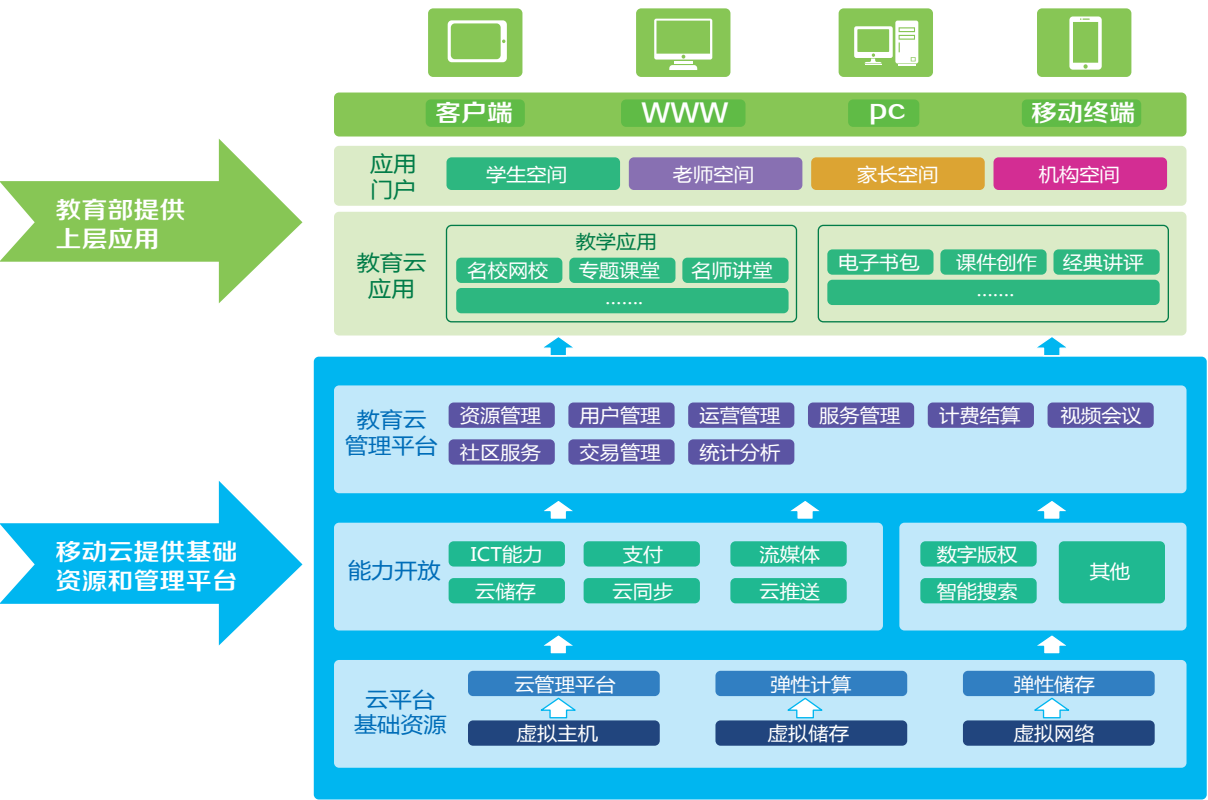 客户端 WWW pc 移动终端
应用
门户
学生空间 老师空间 家长空间 机构空间
教育部提供
上层应用
教育云
应用
教学应用
名校网校 专题课堂 名师讲堂
.......
电子书包 课件创作 经典讲评
.......
教育云
管理平台
资源管理 用户管理 运营管理 服务管理 计费结算 视频会议
社区服务 交易管理 统计分析
移动云提供基础
资源和管理平台
能力开放
ICT能力 支付 流媒体
云储存 云同步 云推送
数字版权
智能搜索
其他
云平台
基础资源
云管理平台 弹性计算 弹性储存
虚拟主机 虚拟储存 虚拟网络